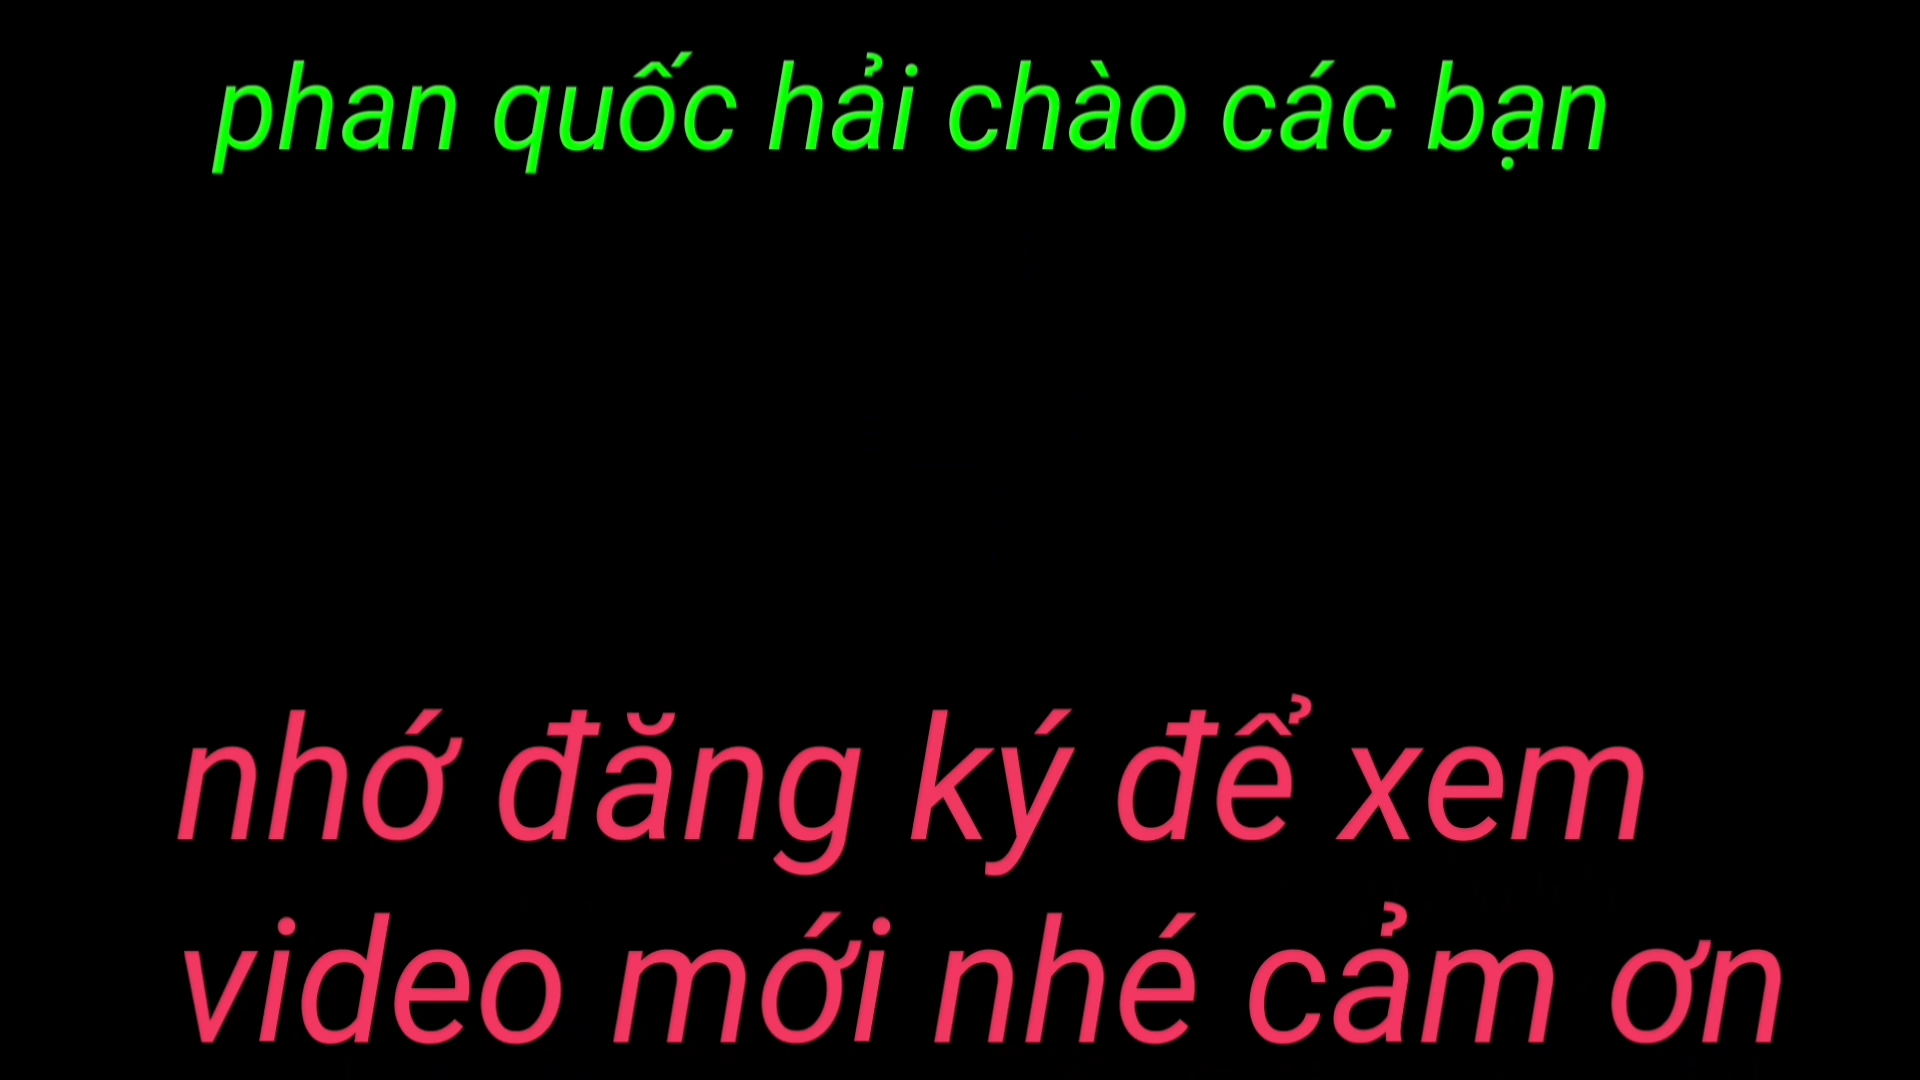 phan quốc hải chào các bạn
nhớ đăng ký để xem
video mới nhé cảm ơn